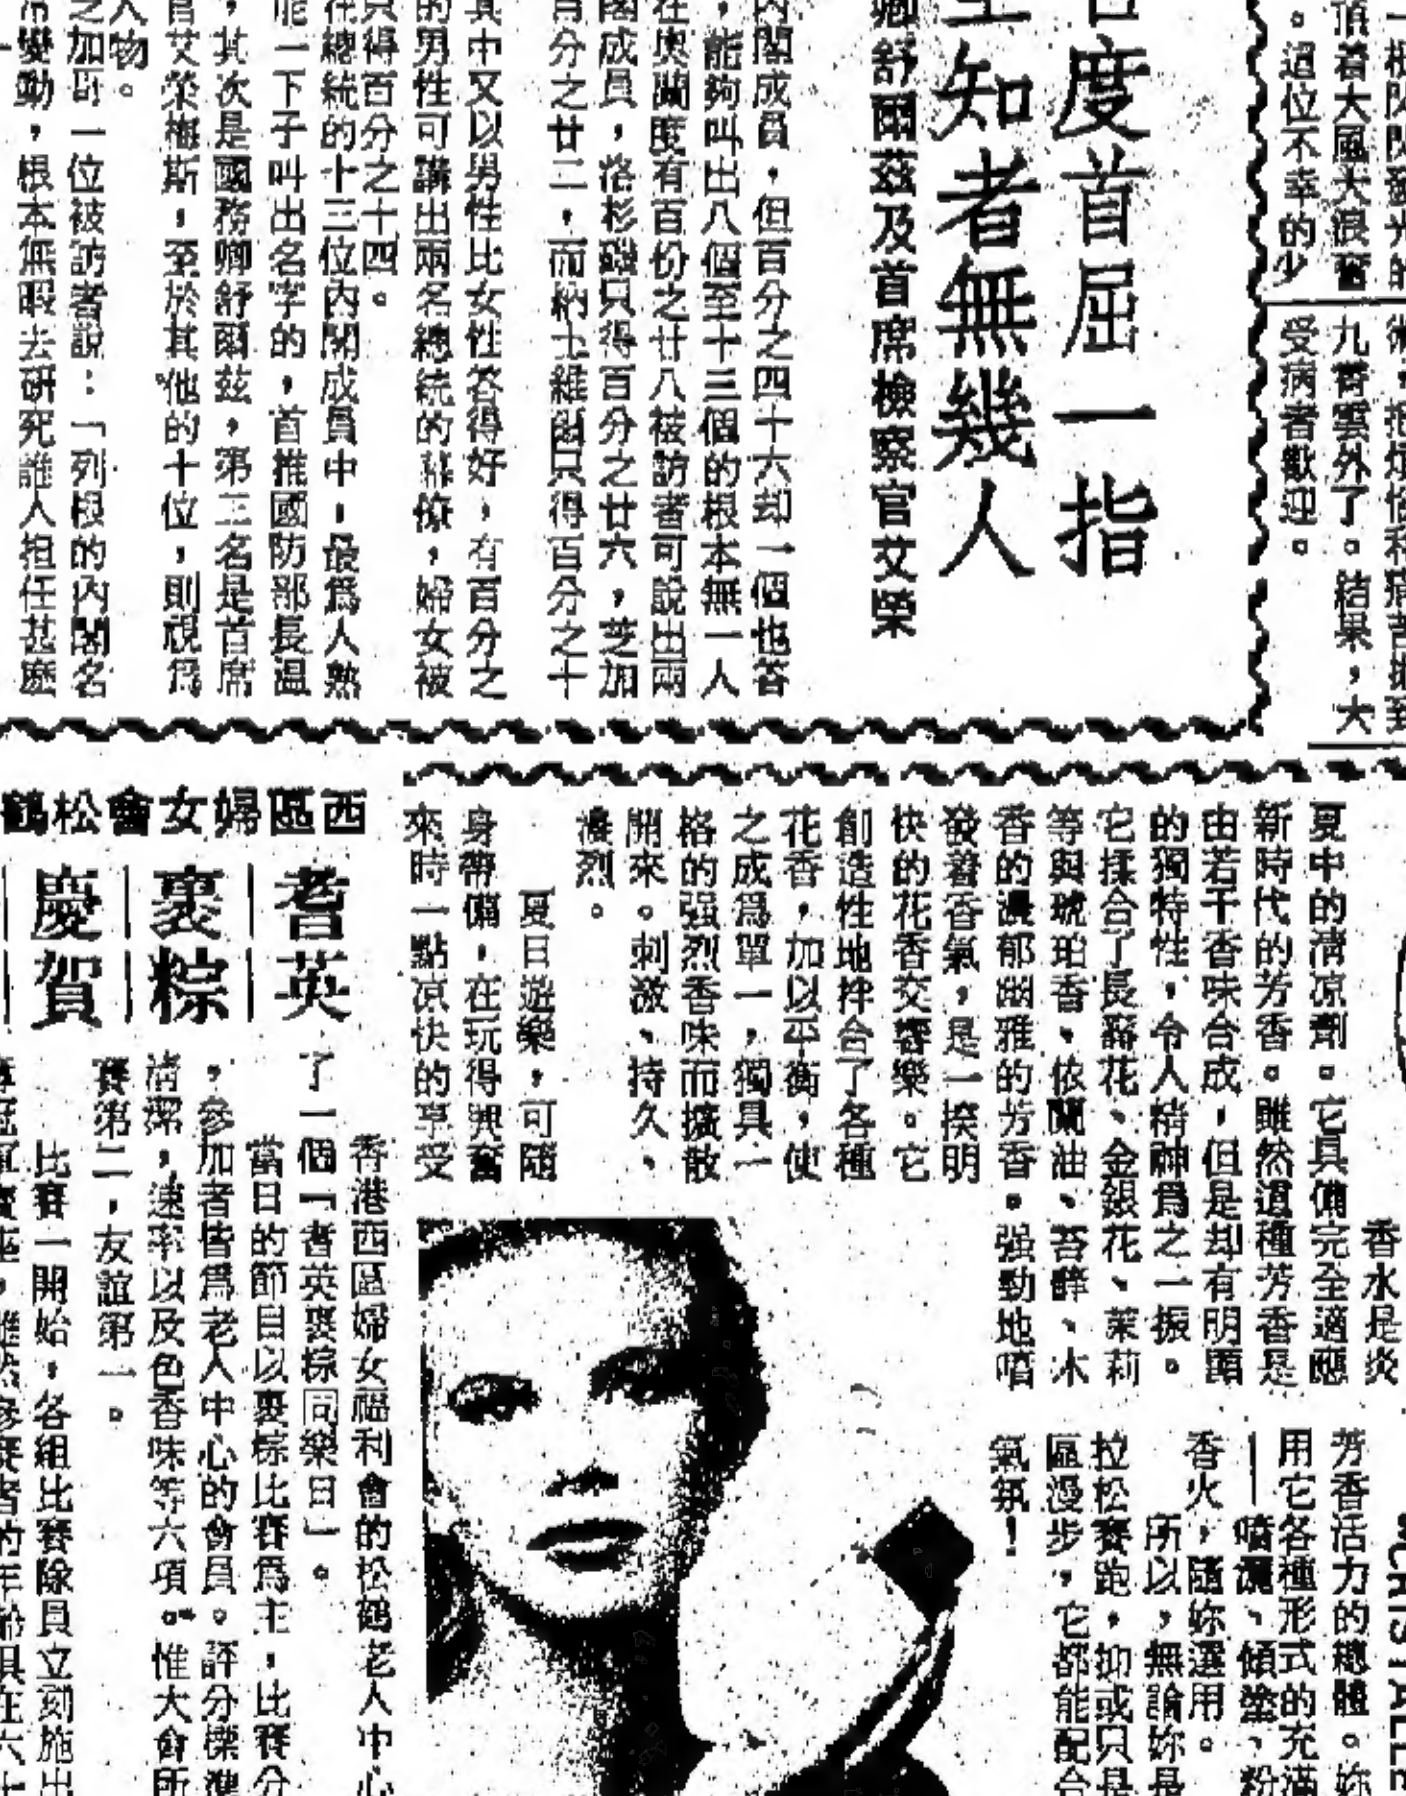 度首屈一指
知者無幾人
卿舒爾茲及首席檢察官艾榮
內閣成員，但百分之四十六却一個也答
，能夠叫出八個至十三個的根本無一人
在奧蘭度有百份之廿八被訪者可說出兩
閣成員，洛杉磯只得百分之廿六，芝加
百分之廿二，而納士維爾只得百分之十
其中又以男性比女性答得好，有百分之
的男性可講出兩名總統的幕僚，婦女被
只得百分之十四。
在總統的十三位內閣成員中，最爲人熟
能一下子叫出名字的，首推國防部長溫
，其次是國務卿舒爾茲，第三名是首席
官艾榮梅斯，至於其他的十位，則視爲
人物。
之加哥一位被訪者說：「列根的內閣名
常變動，根本無暇去研究誰人担任甚麼
頂着大風大浪奮
。這位不幸的少
九霄雲外了。結果，大
受病者歡迎。
香水是炎
夏中的清凉劑。它具備完全適應
新時代的芳香。雖然這種芳香是
由若干香味合成，但是却有明顯
的獨特性，令人精神爲之一振。
它揉合了長壽花、金銀花、茉莉
等與琥珀香、依蘭油、苔蘚、木
香的濃郁幽雅的芳香。强勁地噴
發着香氣，是一揆明
快的花香交響樂。它
創造性地拌合了各種
花香，加以平衡，使
之成爲單一，獨具一
格的强烈香味而擴散
開來。刺激、持久、
濃烈。
夏日遊樂，可隨
身帶備，在玩得興奮
來時一點凉快的享受
芳香活力的總體。妳
用它各種形式的充滿
——噴灑、傾塗、粉
香火，隨妳選用。
所以，無論妳是
拉松賽跑，抑或只是
區漫步，它都能配合
氣氛！
西區婦女會松鶴
耆英
裹粽
慶賀
香港西區婦女福利會的松鶴老人中心
了一個「耆英裹粽同樂日」。
當日的節目以裹粽比賽爲主，比賽分
，參加者皆爲老人中心的會員。評分標準
清潔，速率以及色香味等六項。惟大會所
賽第二，友誼第一。
比賽一開始，各組比賽除員立刻施出